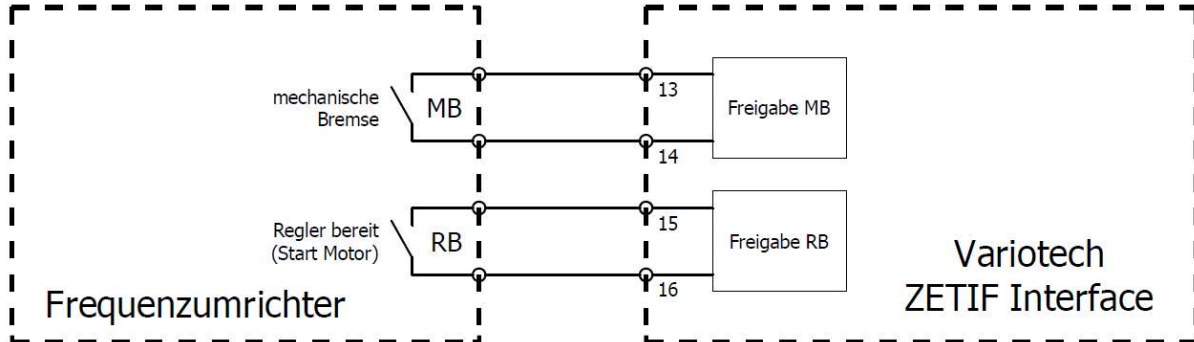 mechanische
Bremse
MB
13
14
Freigabe MB
Regler bereit
(Start Motor)
RB
15
16
Freigabe RB
Frequenzumrichter
Variotech
ZETIF Interface